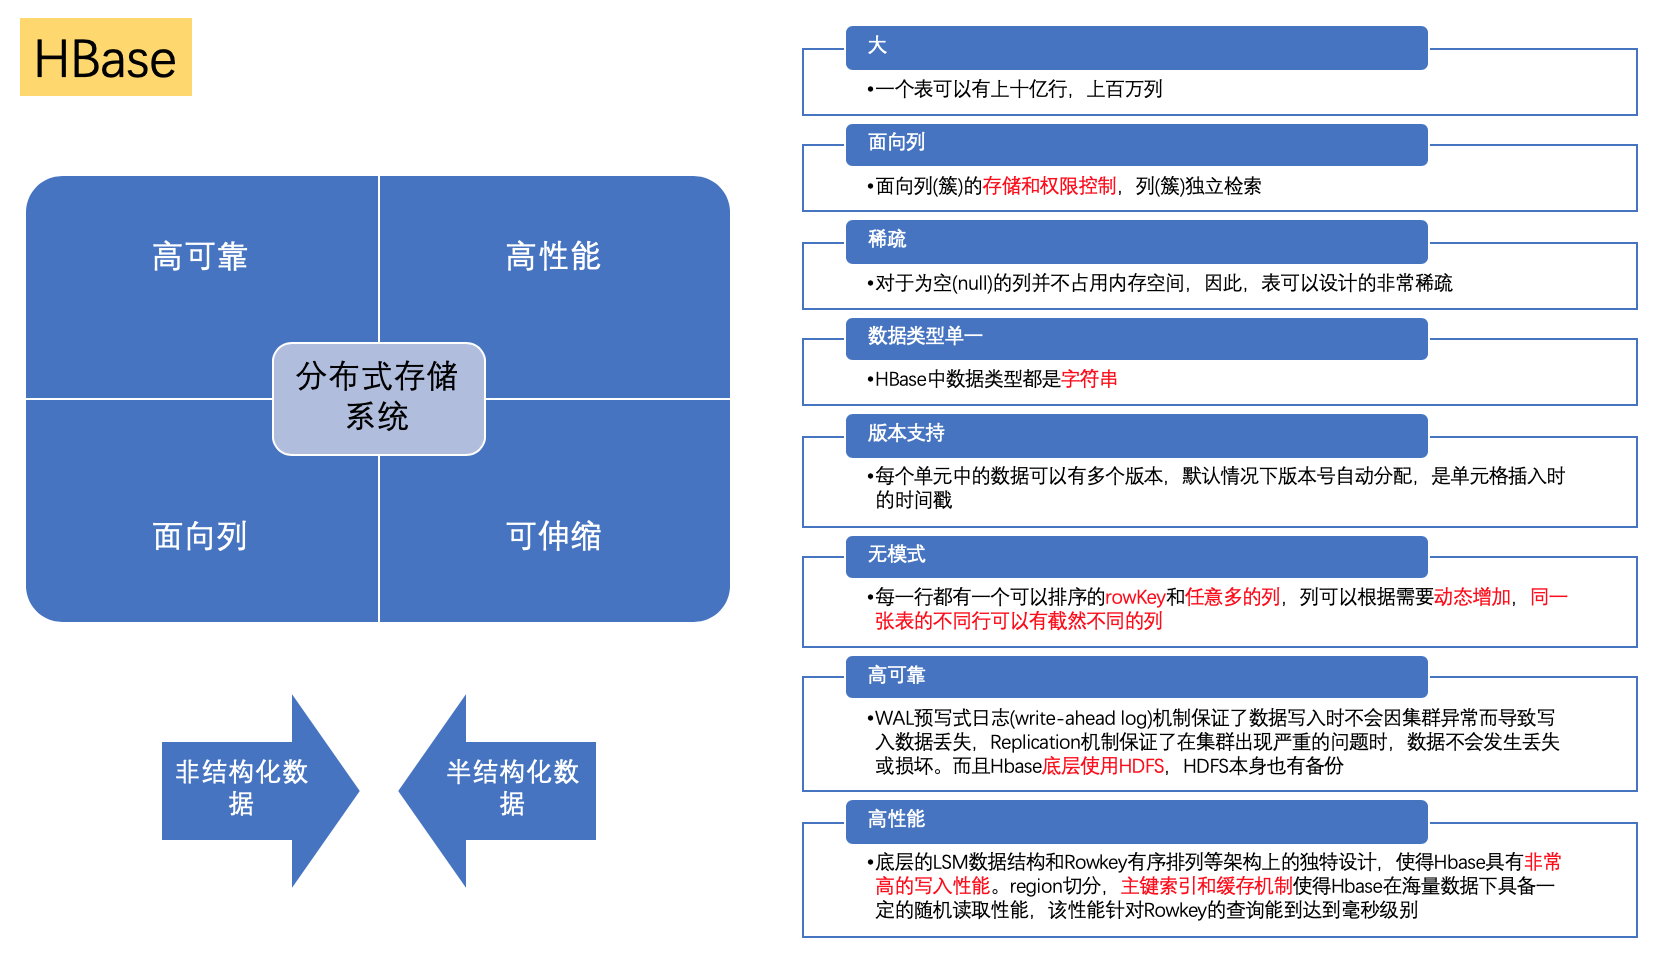 HBase
高可靠
高性能
分布式存储
系统
面向列
可伸缩
非结构化数
据
半结构化数
据
大
•一个表可以有上十亿行，上百万列
面向列
•面向列(簇)的存储和权限控制，列(簇)独立检索
稀疏
•对于为空(null)的列并不占用内存空间，因此，表可以设计的非常稀疏
数据类型单一
•HBase中数据类型都是字符串
版本支持
•每个单元中的数据可以有多个版本，默认情况下版本号自动分配，是单元格插入时
的时间戳
无模式
•每一行都有一个可以排序的rowKey和任意多的列，列可以根据需要动态增加，同一
张表的不同行可以有截然不同的列
高可靠
•WAL预写式日志(write-ahead log)机制保证了数据写入时不会因集群异常而导致写
入数据丢失，Replication机制保证了在集群出现严重的问题时，数据不会发生丢失
或损坏。而且Hbase底层使用HDFS，HDFS本身也有备份
高性能
•底层的LSM数据结构和Rowkey有序排列等架构上的独特设计，使得Hbase具有非常
高的写入性能。region切分，主键索引和缓存机制使得Hbase在海量数据下具备一
定的随机读取性能，该性能针对Rowkey的查询能到达到毫秒级别